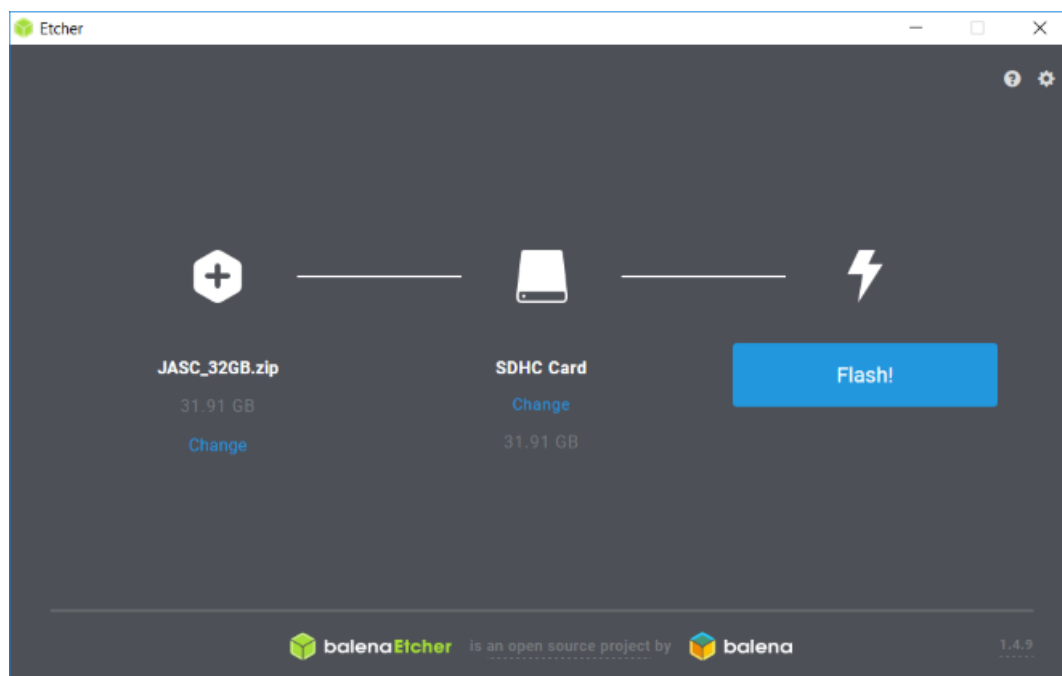 Etcher
JASC_32GB.zip
31.91 GB
Change
SDHC Card
Change
31.91 GB
Flash!
balenaEtcher is an open source project by balena
1.4.9